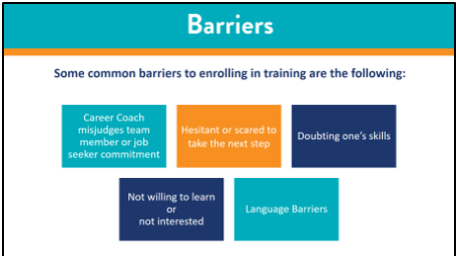 Barriers
Some common barriers to enrolling in training are the following:
Career Coach
misjudges team
member or job
seeker commitment
Hesitant or scared to
take the next step
Doubting one's skills
Not willing to learn
or
not interested
Language Barriers